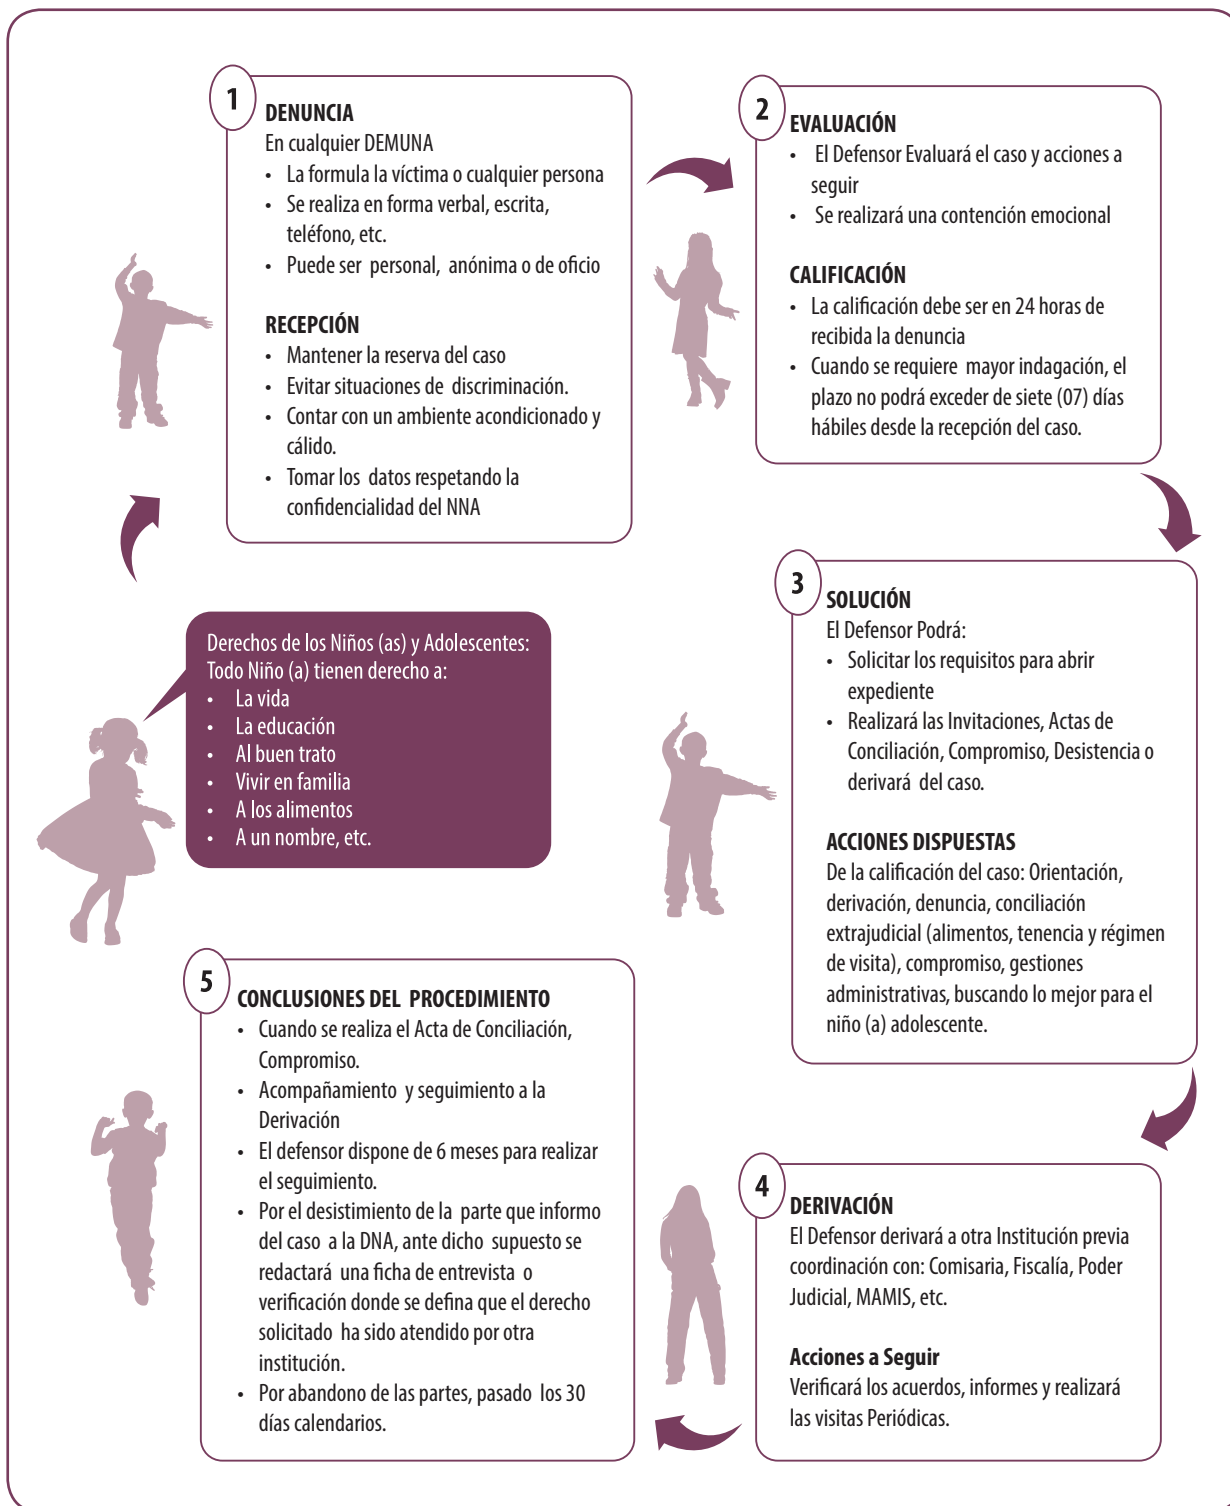 1
DENUNCIA
En cualquier DEMUNA
• La formula la víctima o cualquier persona
• Se realiza en forma verbal, escrita,
teléfono, etc.
• Puede ser personal, anónima o de oficio
RECEPCIÓN
• Mantener la reserva del caso
• Evitar situaciones de discriminación.
• Contar con un ambiente acondicionado y
cálido.
• Tomar los datos respetando la
confidencialidad del NNA
2
EVALUACIÓN
• El Defensor Evaluará el caso y acciones a
seguir
• Se realizará una contención emocional
CALIFICACIÓN
• La calificación debe ser en 24 horas de
recibida la denuncia
• Cuando se requiere mayor indagación, el
plazo no podrá exceder de siete (07) días
hábiles desde la recepción del caso.
Derechos de los Niños (as) y Adolescentes:
Todo Niño (a) tienen derecho a:
• La vida
• La educación
• Al buen trato
• Vivir en familia
• A los alimentos
• A un nombre, etc.
3
SOLUCIÓN
El Defensor Podrá:
• Solicitar los requisitos para abrir
expediente
• Realizará las Invitaciones, Actas de
Conciliación, Compromiso, Desistencia o
derivará del caso.
ACCIONES DISPUESTAS
De la calificación del caso: Orientación,
derivación, denuncia, conciliación
extrajudicial (alimentos, tenencia y régimen
de visita), compromiso, gestiones
administrativas, buscando lo mejor para el
niño (a) adolescente.
4
DERIVACIÓN
El Defensor derivará a otra Institución previa
coordinación con: Comisaria, Fiscalía, Poder
Judicial, MAMIS, etc.
Acciones a Seguir
Verificará los acuerdos, informes y realizará
las visitas Periódicas.
5
CONCLUSIONES DEL PROCEDIMIENTO
• Cuando se realiza el Acta de Conciliación,
Compromiso.
• Acompañamiento y seguimiento a la
Derivación
• El defensor dispone de 6 meses para realizar
el seguimiento.
• Por el desistimiento de la parte que informo
del caso a la DNA, ante dicho supuesto se
redactará una ficha de entrevista o
verificación donde se defina que el derecho
solicitado ha sido atendido por otra
institución.
• Por abandono de las partes, pasado los 30
días calendarios.